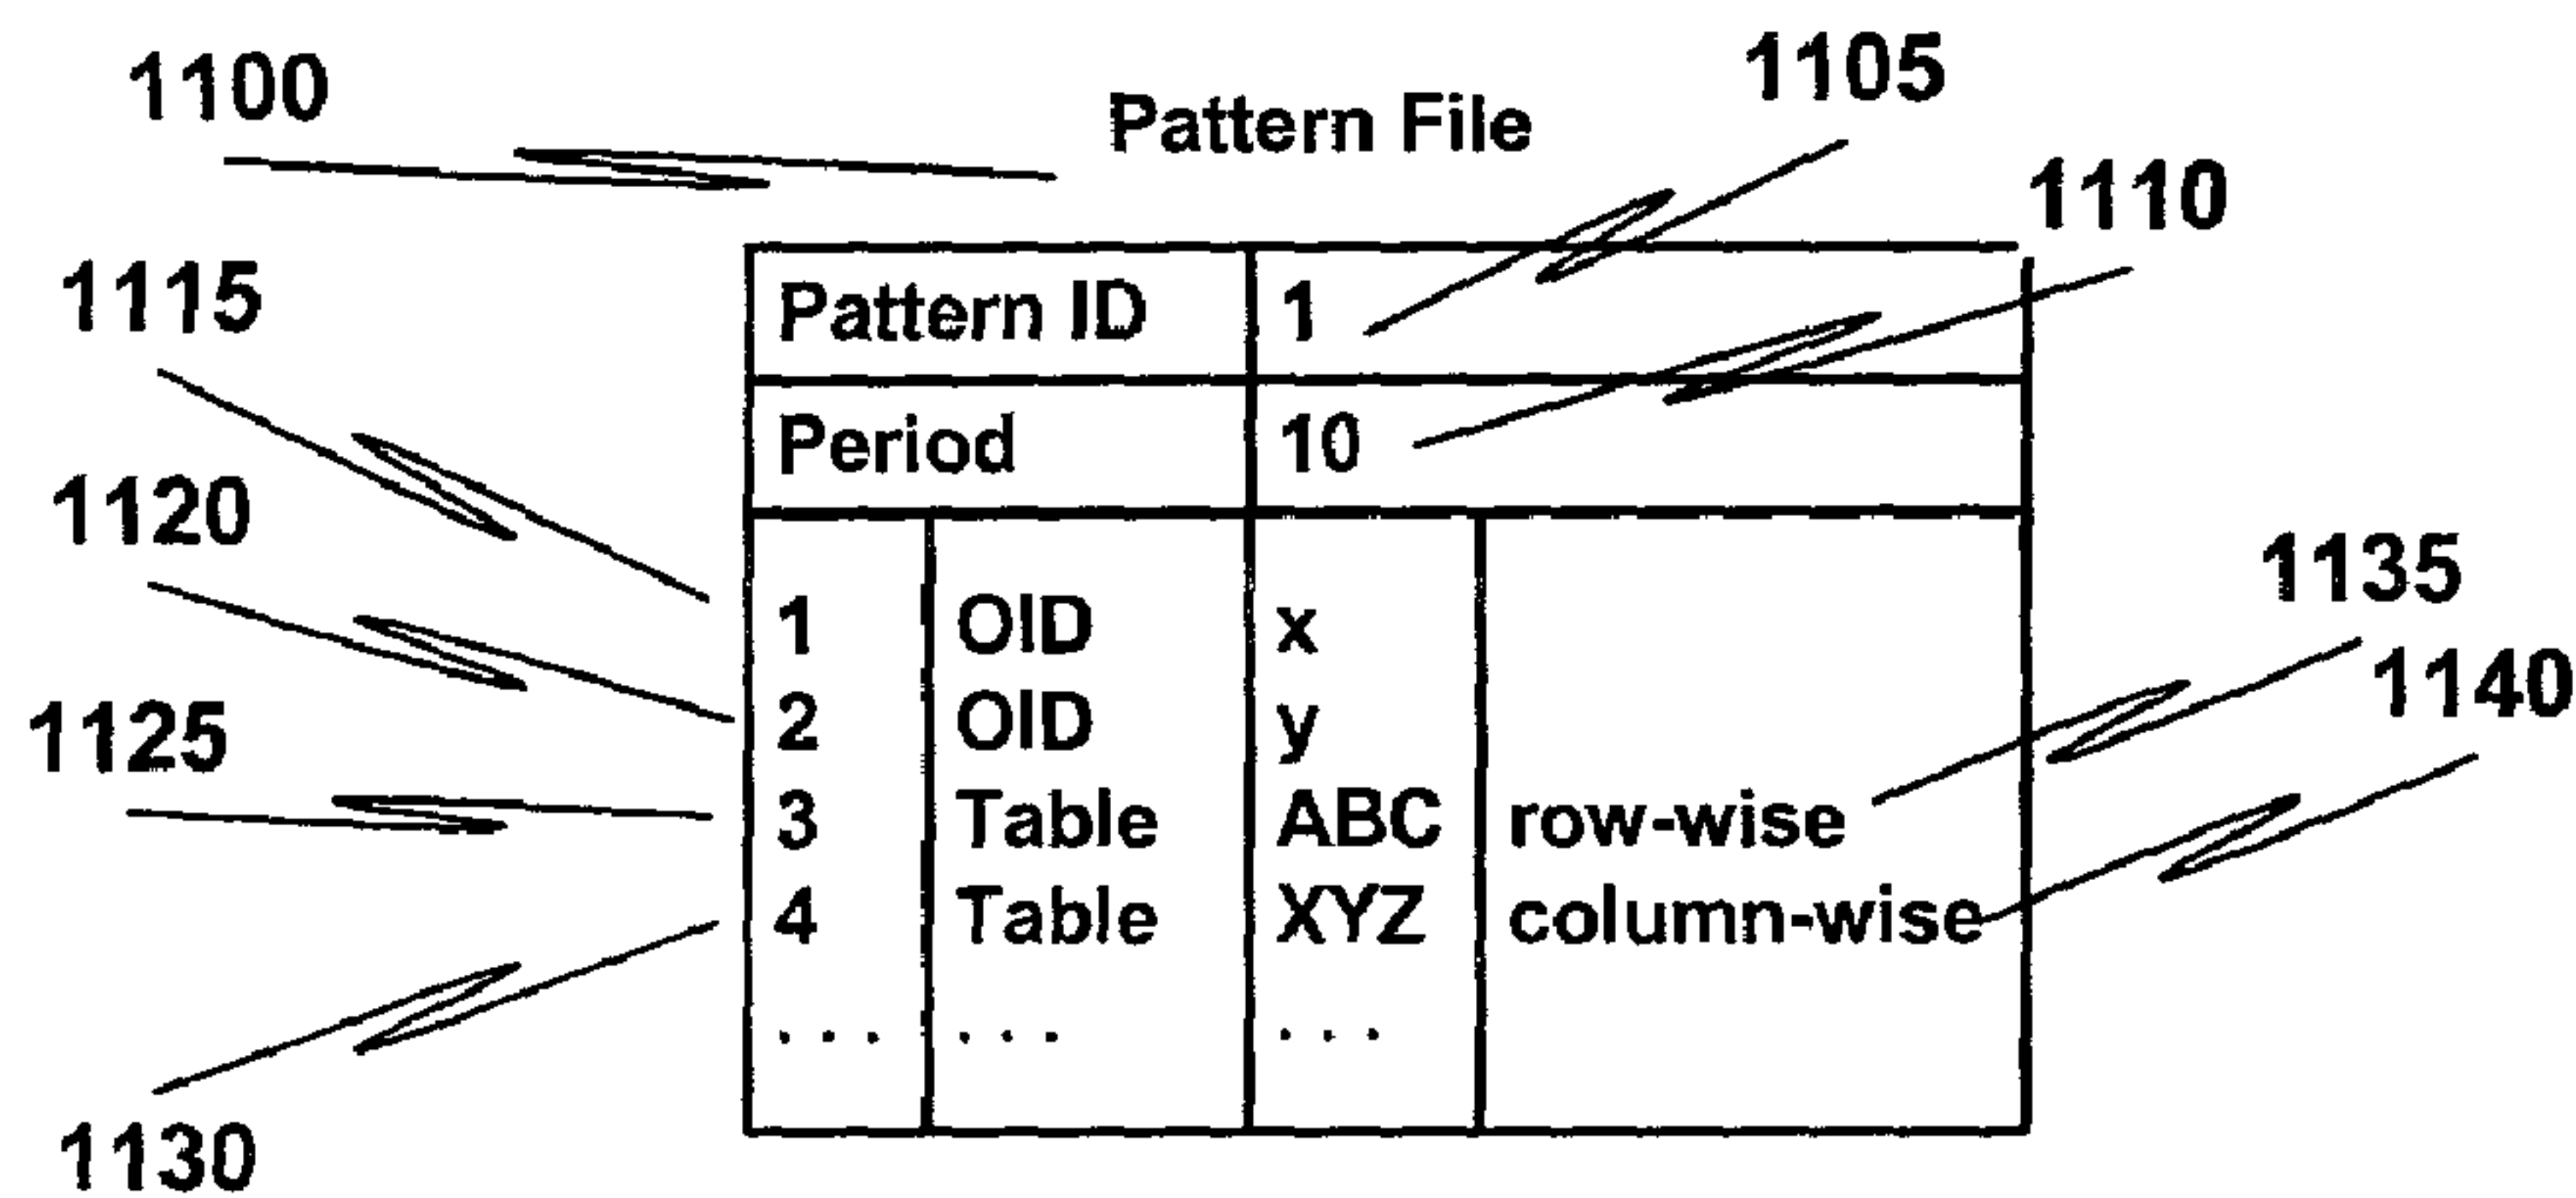 1100
Pattern File
1105
1110
1115
Pattern ID 1
Period 10
1120
1 OID x
1135
2 OID y
1140
1125
3 Table ABC row-wise
4 Table XYZ column-wise
... ... ...
1130